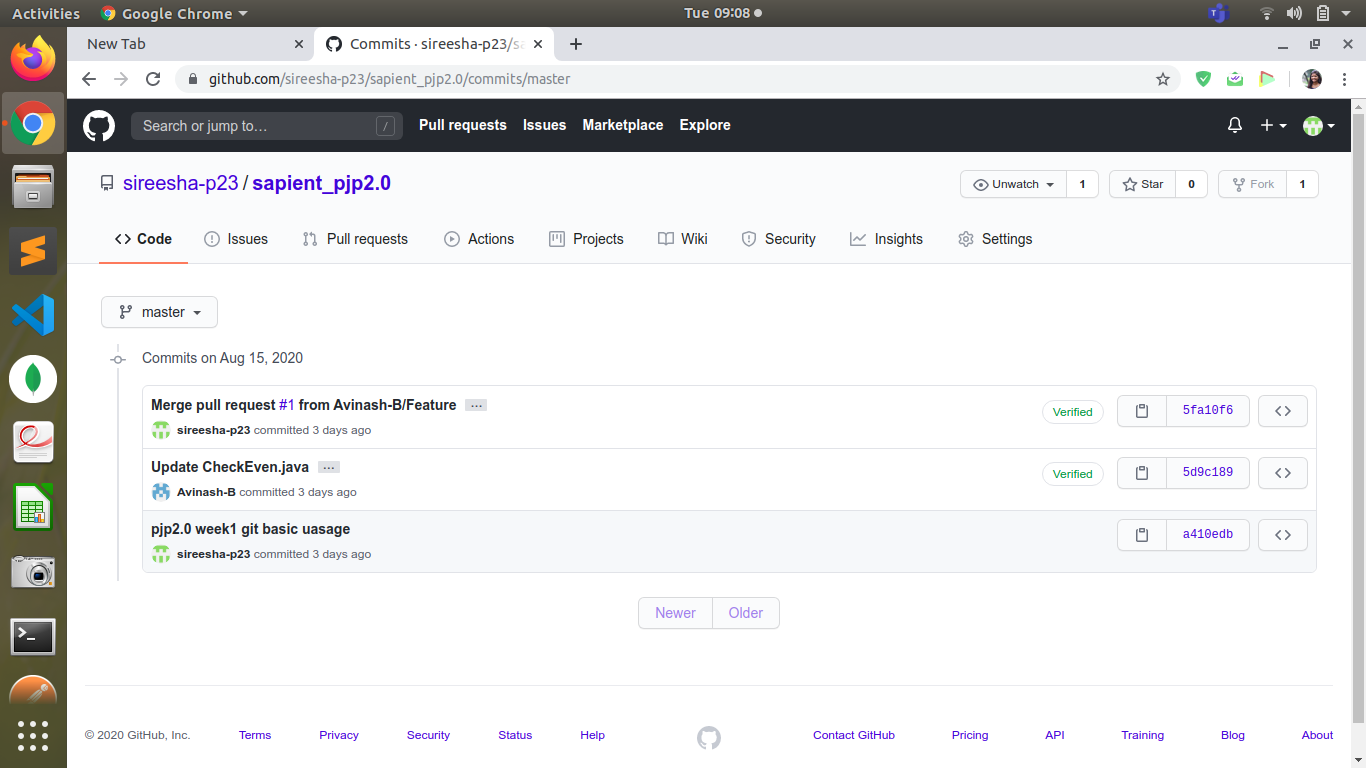 Activities Google Chrome Tue 09:08
New Tab Commits · sireesha-p23/sa
github.com/sireesha-p23/sapient_pjp2.0/commits/master
Search or jump to… / Pull requests Issues Marketplace Explore
sireesha-p23 / sapient_pjp2.0 Unwatch 1 Star 0 Fork 1
Code Issues Pull requests Actions Projects Wiki Security Insights Settings
master
Commits on Aug 15, 2020
Merge pull request #1 from Avinash-B/Feature … Verified 5fa10f6
sireesha-p23 committed 3 days ago
Update CheckEven.java … Verified 5d9c189
Avinash-B committed 3 days ago
pjp2.0 week1 git basic uasage a410edb
sireesha-p23 committed 3 days ago
Newer Older
© 2020 GitHub, Inc. Terms Privacy Security Status Help Contact GitHub Pricing API Training Blog About